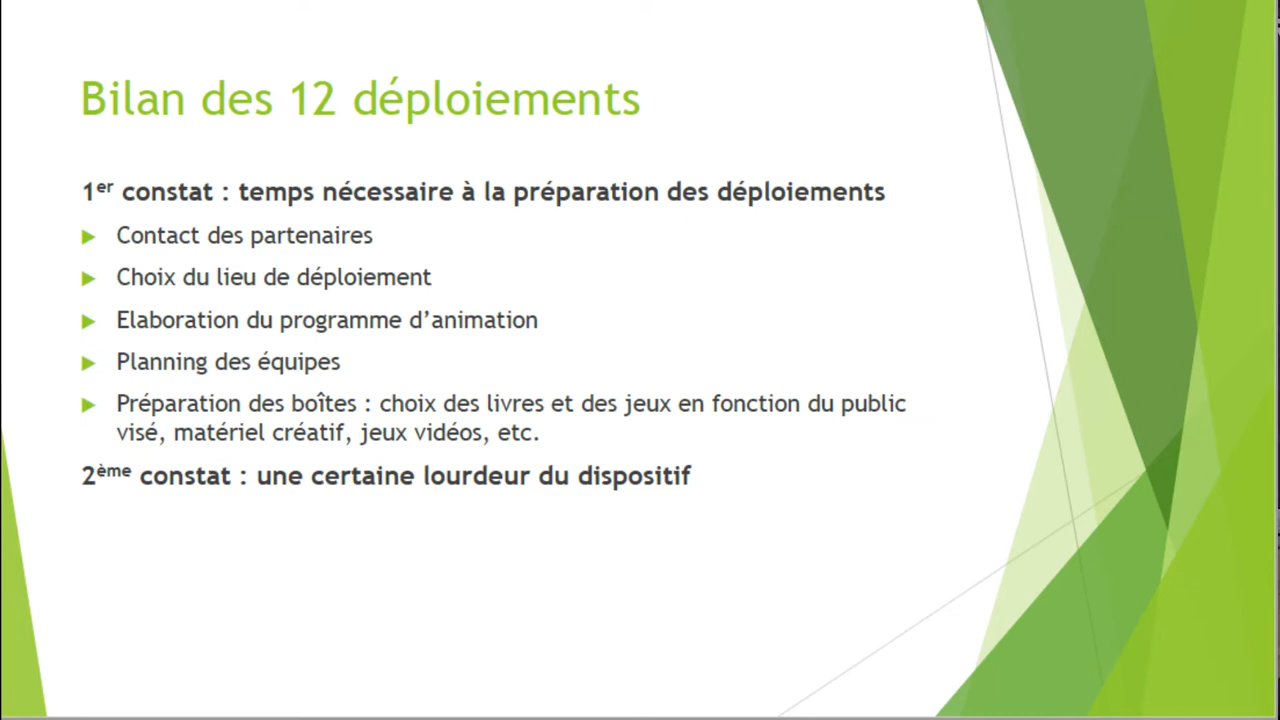 Bilan des 12 déploiements
1er constat : temps nécessaire à la préparation des déploiements
Contact des partenaires
Choix du lieu de déploiement
Elaboration du programme d’animation
Planning des équipes
Préparation des boîtes : choix des livres et des jeux en fonction du public
visé, matériel créatif, jeux vidéos, etc.
2ème constat : une certaine lourdeur du dispositif